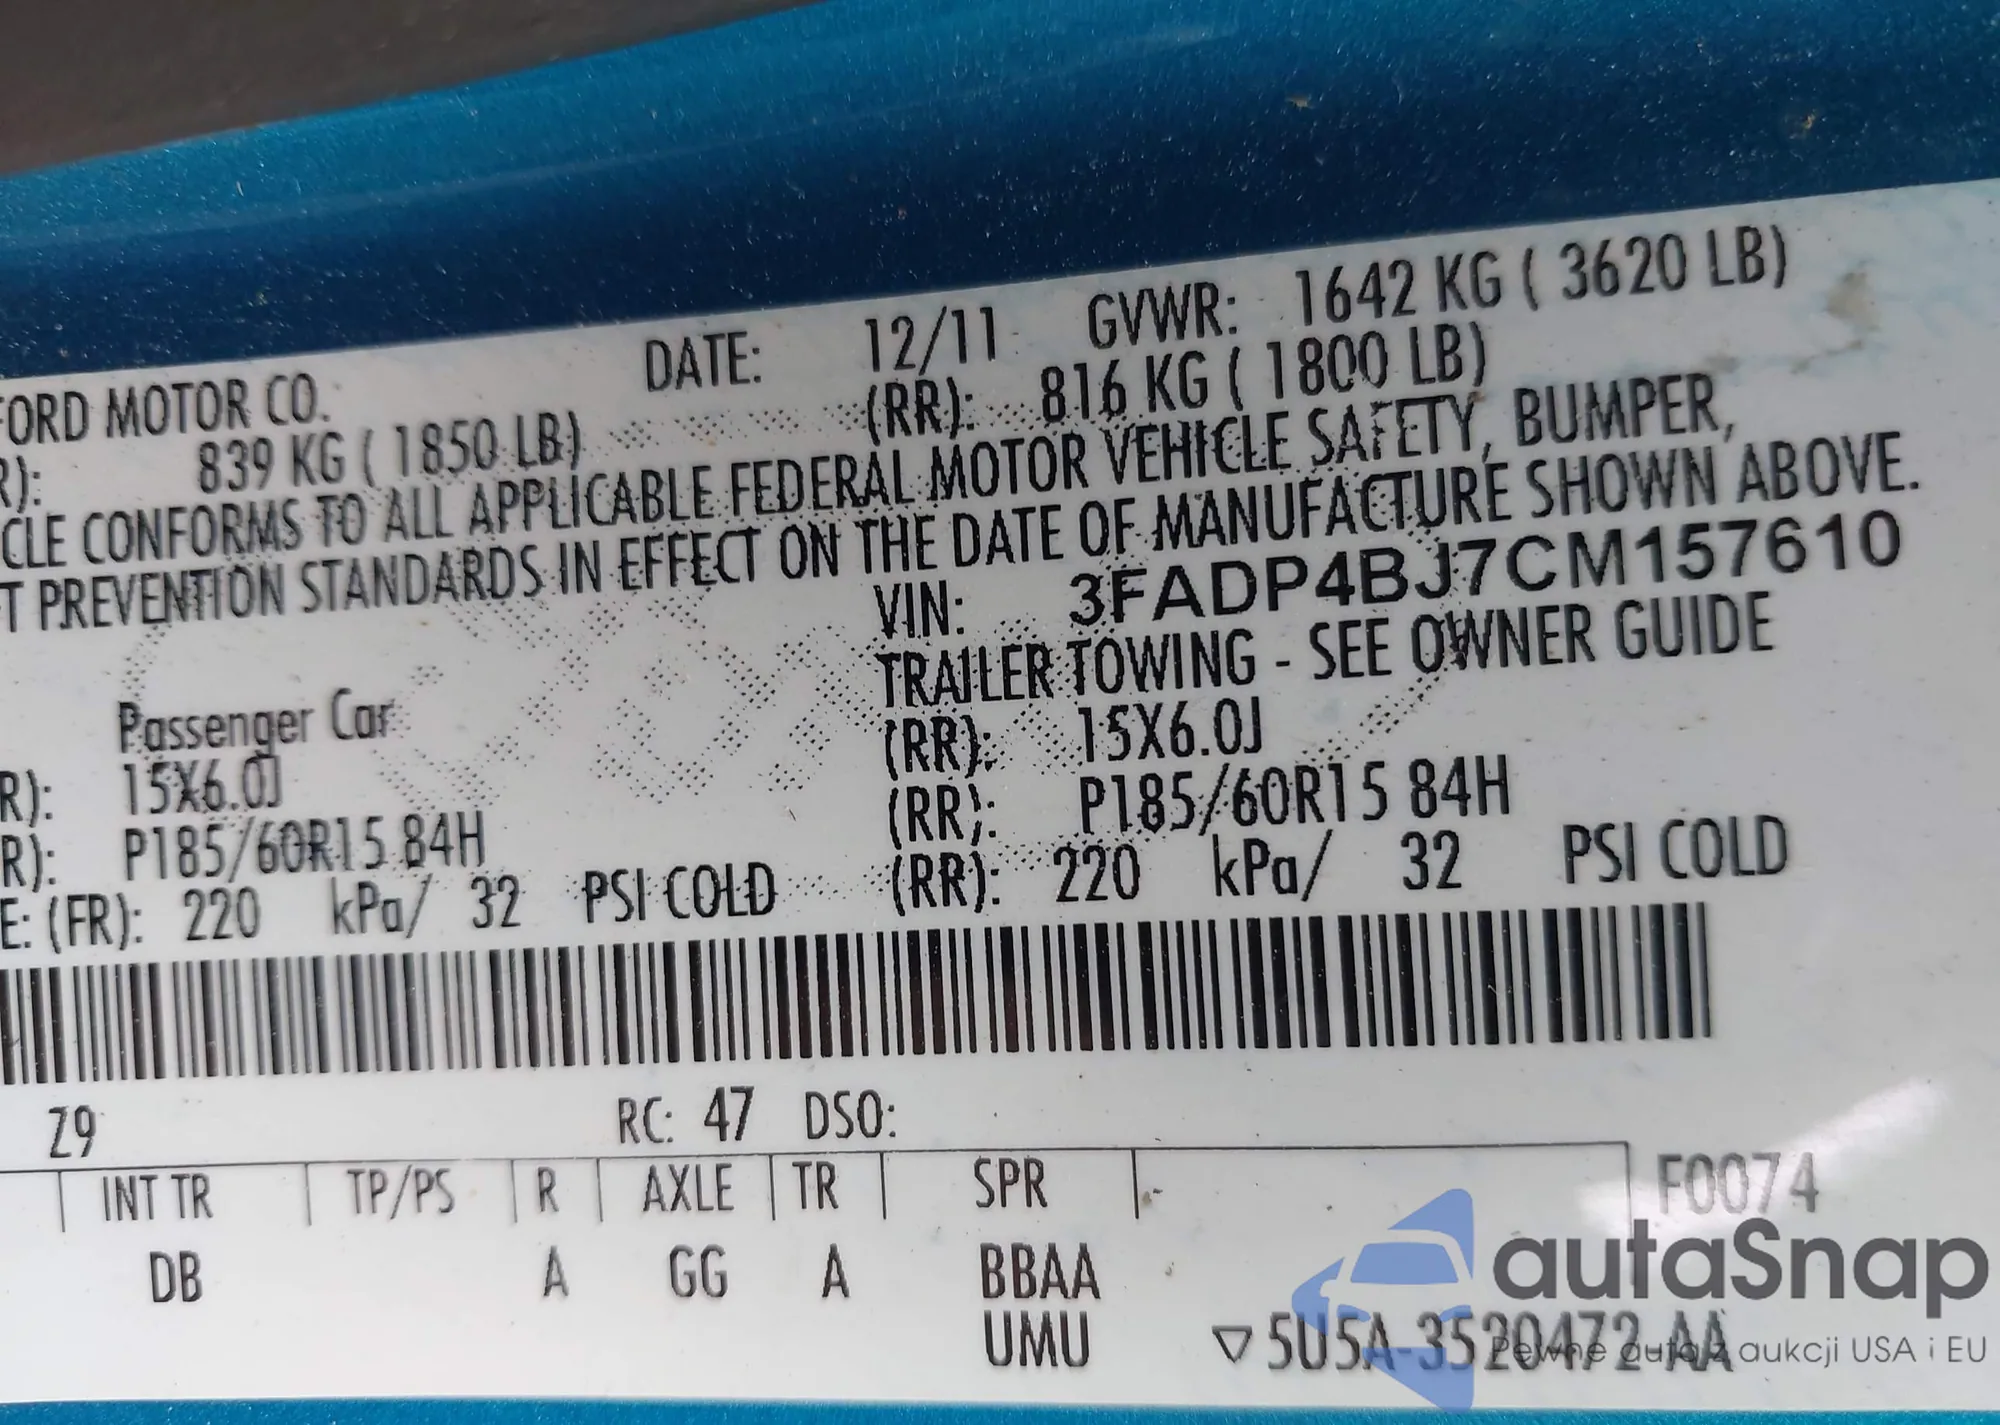 FORD MOTOR CO. DATE: 12/11 GVWR: 1642 KG ( 3620 LB)
R): 839 KG ( 1850 LB) (RR): 816 KG ( 1800 LB)
CLE CONFORMS TO ALL APPLICABLE FEDERAL MOTOR VEHICLE SAFETY, BUMPER,
T PREVENTION STANDARDS IN EFFECT ON THE DATE OF MANUFACTURE SHOWN ABOVE.
VIN: 3FADP4BJ7CM157610
Passenger Car TRAILER TOWING - SEE OWNER GUIDE
R): 15X6.0J (RR): 15X6.0J
R): P185/60R15 84H (RR): P185/60R15 84H
E: (FR): 220 kPa/ 32 PSI COLD (RR): 220 kPa/ 32 PSI COLD
Z9 RC: 47 DSO:
INT TR TP/PS R AXLE TR SPR F0074
DB A GG A BBAA
UMU ▽ 5U5A-3520472-AA
autaSnap
Pewne auta z aukcji USA i EU